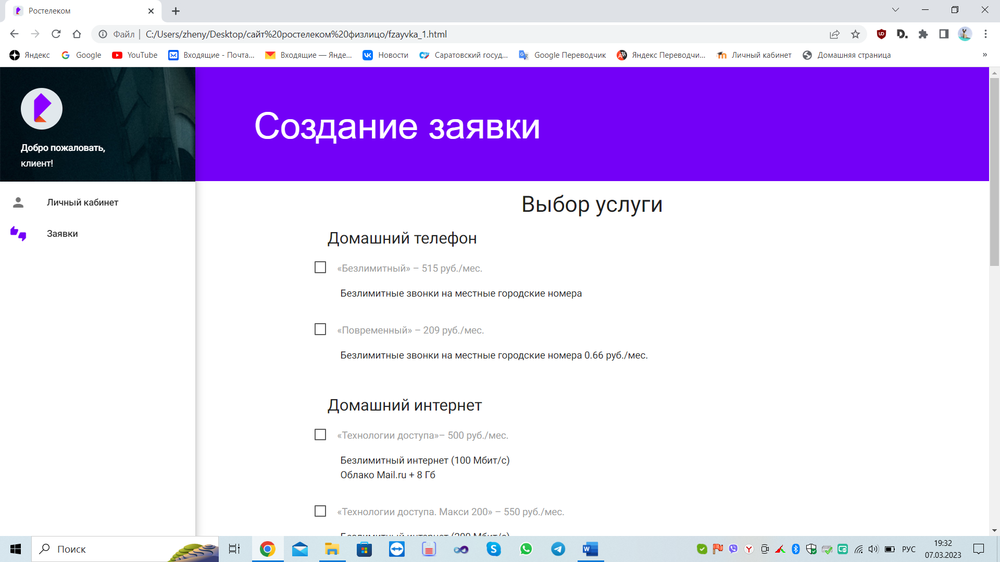 Ростелеком
Файл
C:/Users/zheny/Desktop/сайт%20ростелеком%20физлицо/fzayvka_1.html
Яндекс
Google
YouTube
Входящие - Почта...
Входящие — Янде...
Новости
Саратовский госуд...
Google Переводчик
Яндекс Переводчи...
Личный кабинет
Домашняя страница
»
Добро пожаловать,
клиент!
Личный кабинет
Заявки
Создание заявки
Выбор услуги
Домашний телефон
«Безлимитный» – 515 руб./мес.
Безлимитные звонки на местные городские номера
«Повременный» – 209 руб./мес.
Безлимитные звонки на местные городские номера 0.66 руб./мес.
Домашний интернет
«Технологии доступа»– 500 руб./мес.
Безлимитный интернет (100 Мбит/с)
Облако Mail.ru + 8 Гб
«Технологии доступа. Макси 200» – 550 руб./мес.
Безлимитный интернет (200 Мбит/с)
Поиск
РУС
19:32
07.03.2023